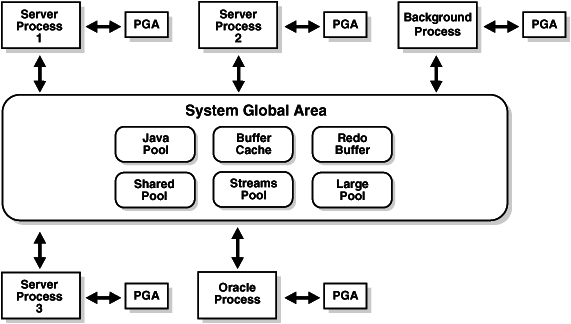 Server
Process
1
PGA
Server
Process
2
PGA
Background
Process
PGA
System Global Area
Java
Pool
Buffer
Cache
Redo
Buffer
Shared
Pool
Streams
Pool
Large
Pool
Server
Process
3
PGA
Oracle
Process
PGA